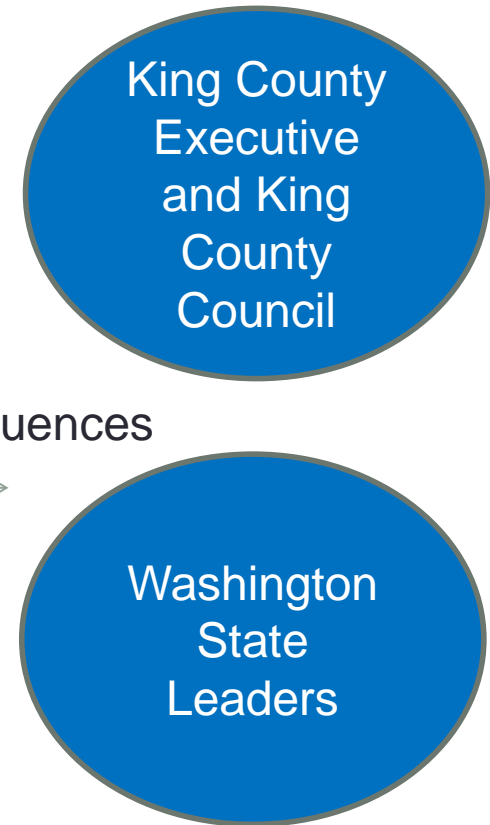 King County
Executive
and King
County
Council
uences
Washington
State
Leaders